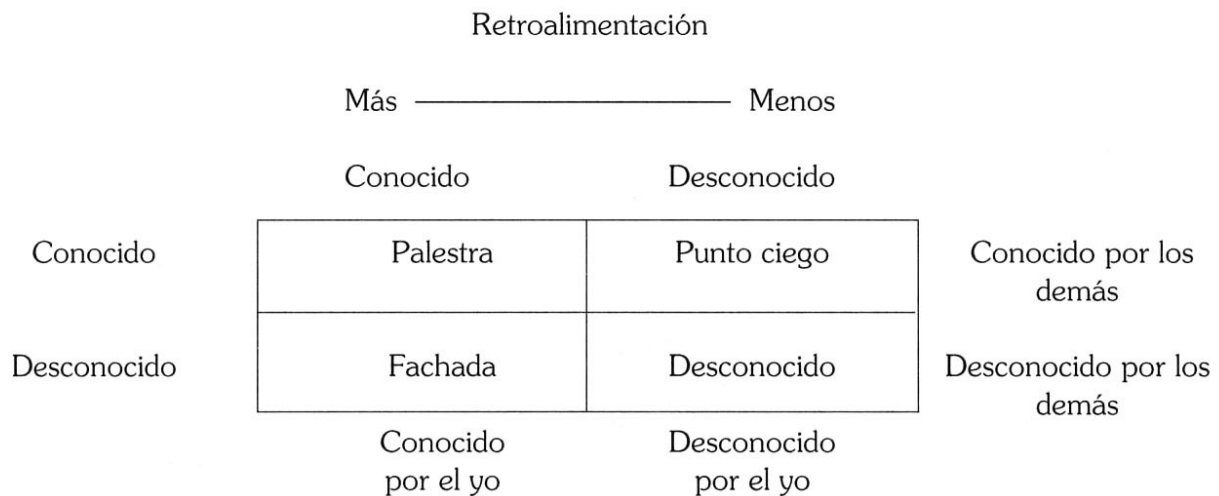 Retroalimentación
Más Menos
Conocido Desconocido
Conocido Palestra Punto ciego Conocido por los
demás
Desconocido Fachada Desconocido Desconocido por los
demás
Conocido Desconocido
por el yo por el yo